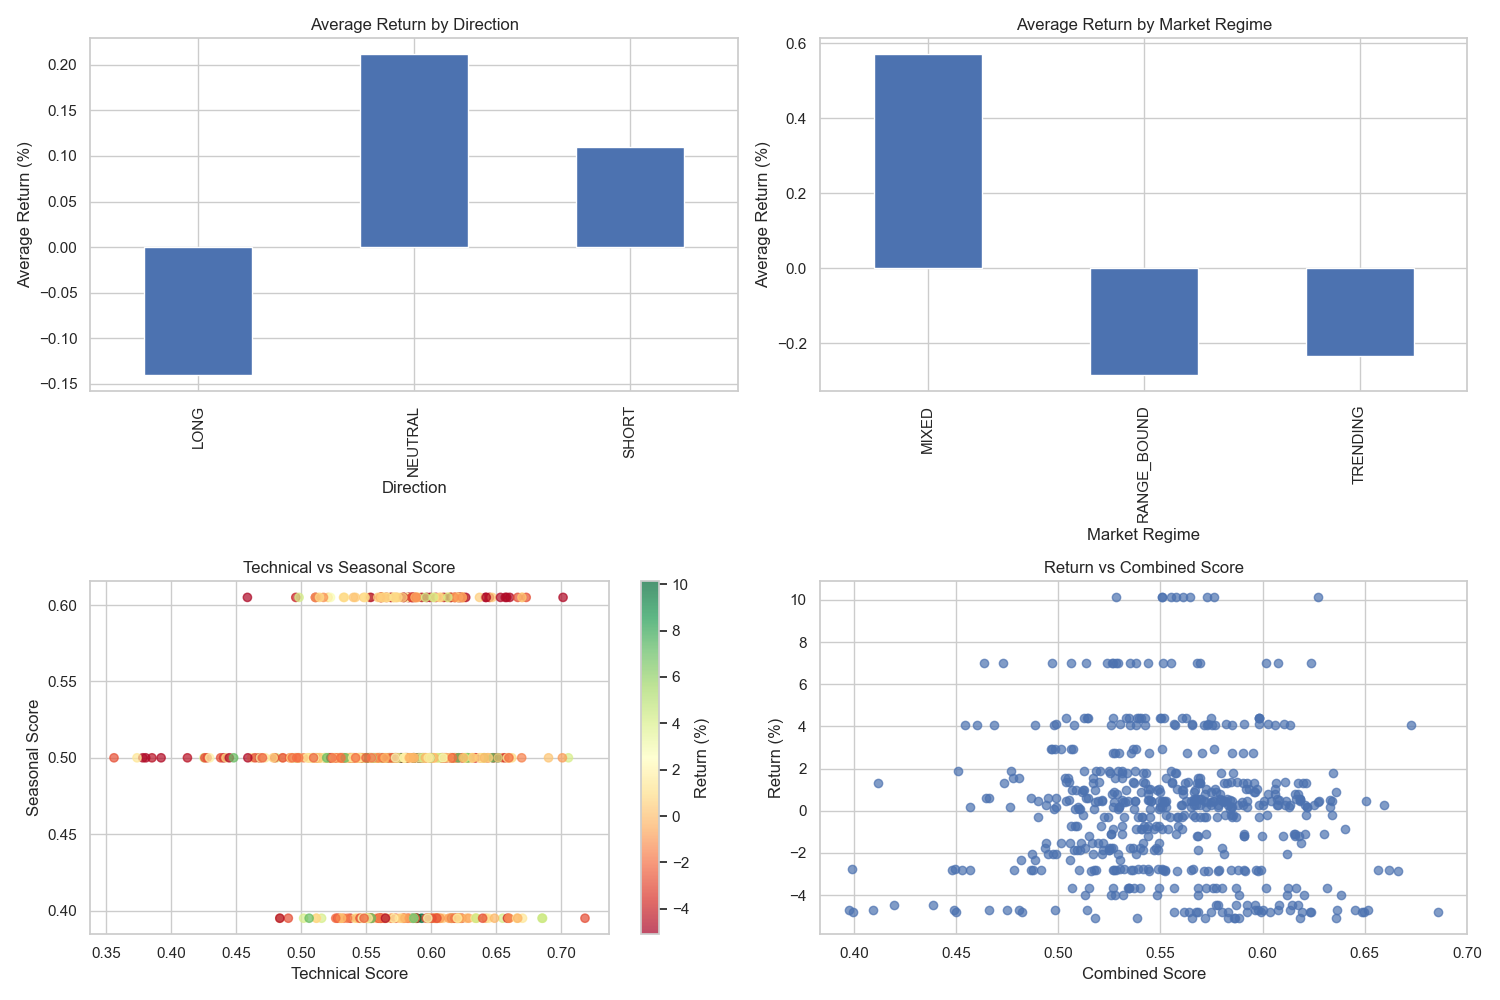 Average Return by Direction
Average Return (%)
0.20
0.15
0.10
0.05
0.00
−0.05
−0.10
−0.15
LONG
NEUTRAL
SHORT
Direction
Average Return by Market Regime
Average Return (%)
0.6
0.4
0.2
0.0
−0.2
MIXED
RANGE_BOUND
TRENDING
Market Regime
Technical vs Seasonal Score
Seasonal Score
0.60
0.55
0.50
0.45
0.40
0.35
0.40
0.45
0.50
0.55
0.60
0.65
0.70
Technical Score
10
8
6
4
2
0
−2
−4
Return (%)
Return vs Combined Score
Return (%)
10
8
6
4
2
0
−2
−4
0.40
0.45
0.50
0.55
0.60
0.65
0.70
Combined Score